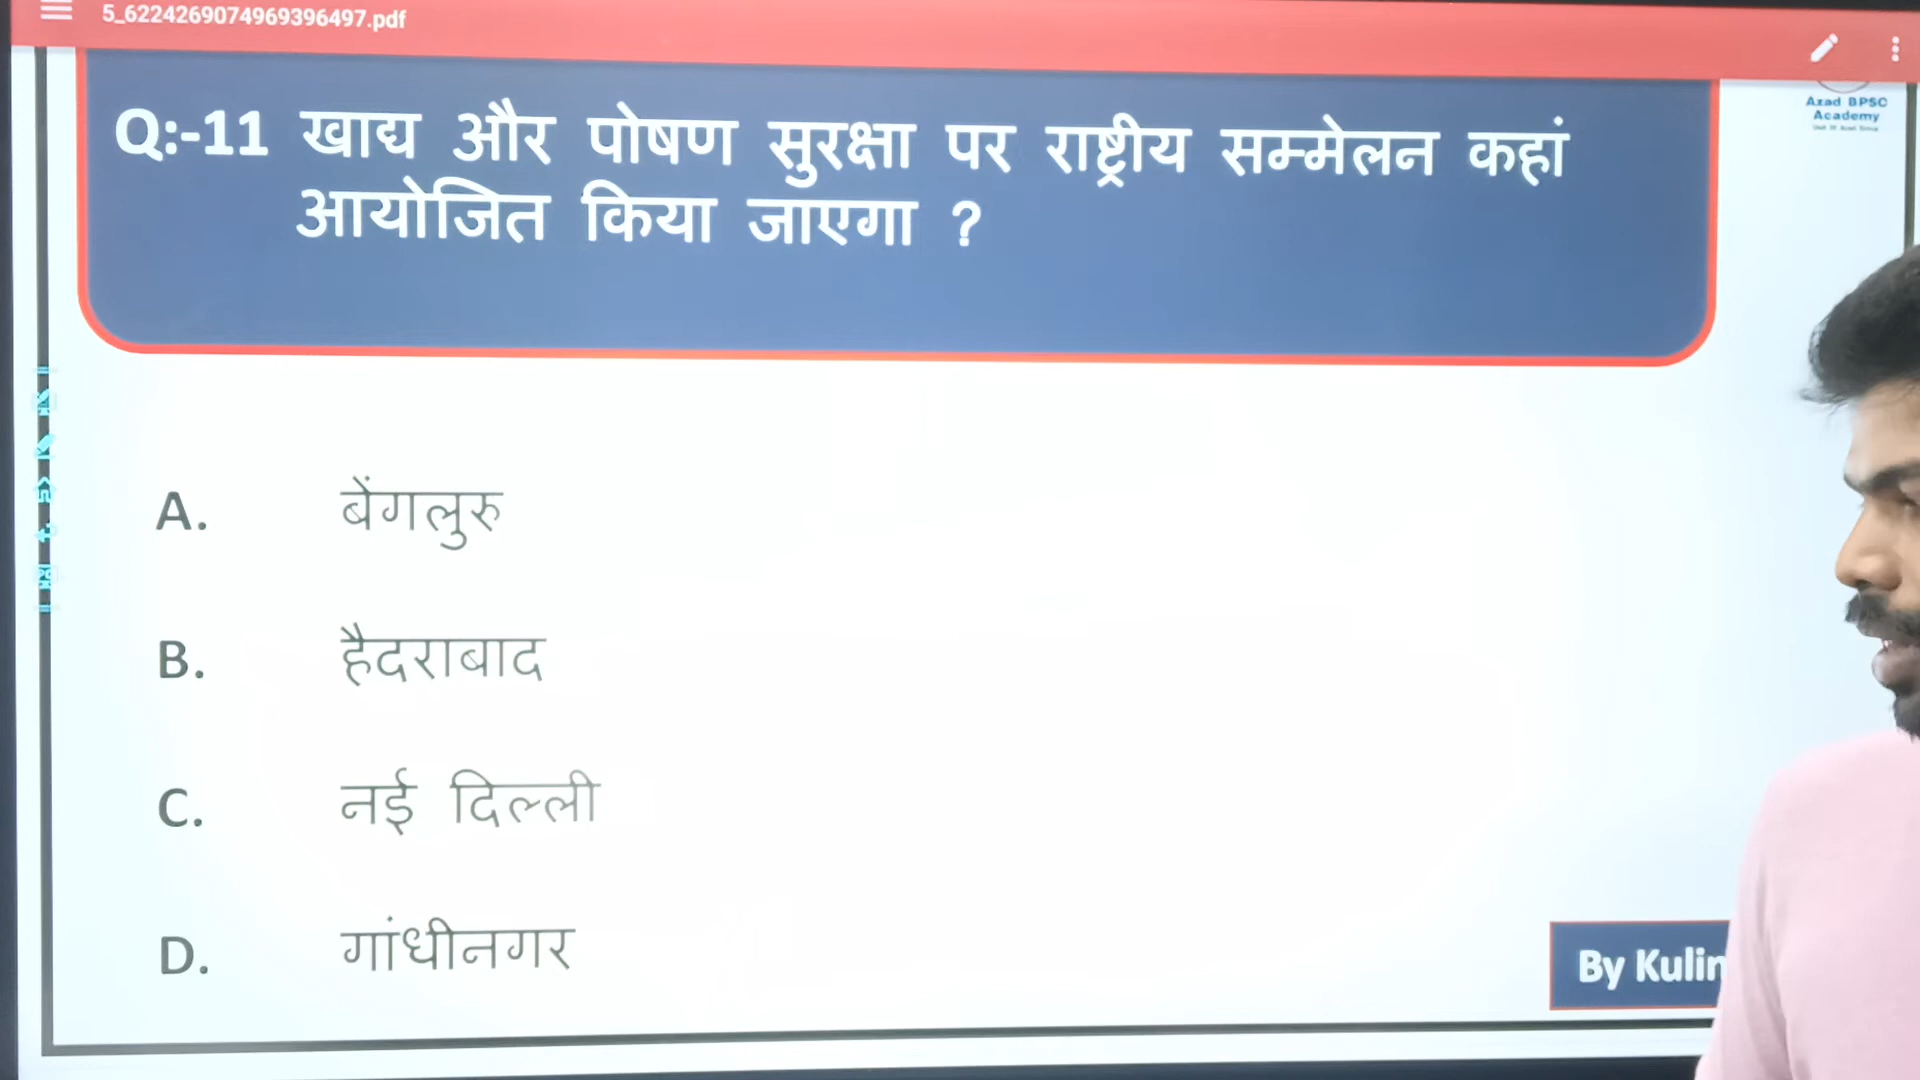 5_6224269074969396497.pdf
Azad BPSC
Academy
Q:-11 खाद्य और पोषण सुरक्षा पर राष्ट्रीय सम्मेलन कहां
आयोजित किया जाएगा ?
A. बेंगलुरु
B. हैदराबाद
C. नई दिल्ली
D. गांधीनगर
By Kulin